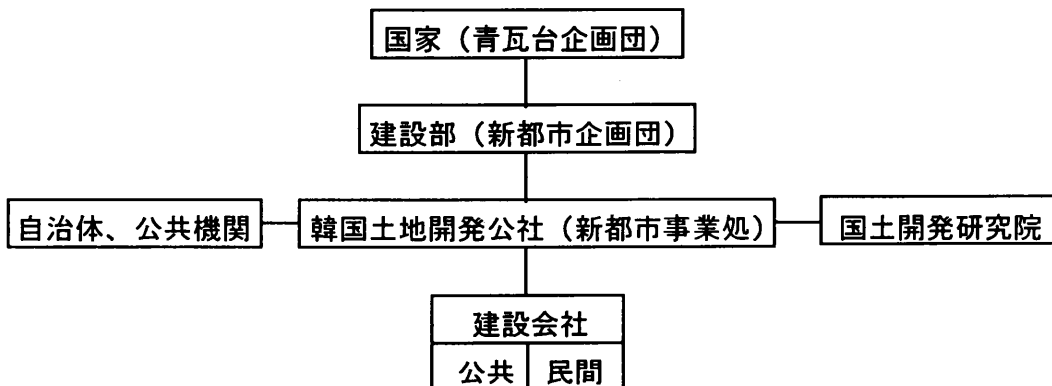 国家（青瓦台企画団）
建設部（新都市企画団）
自治体、公共機関
韓国土地開発公社（新都市事業処）
国土開発研究院
建設会社
公共
民間